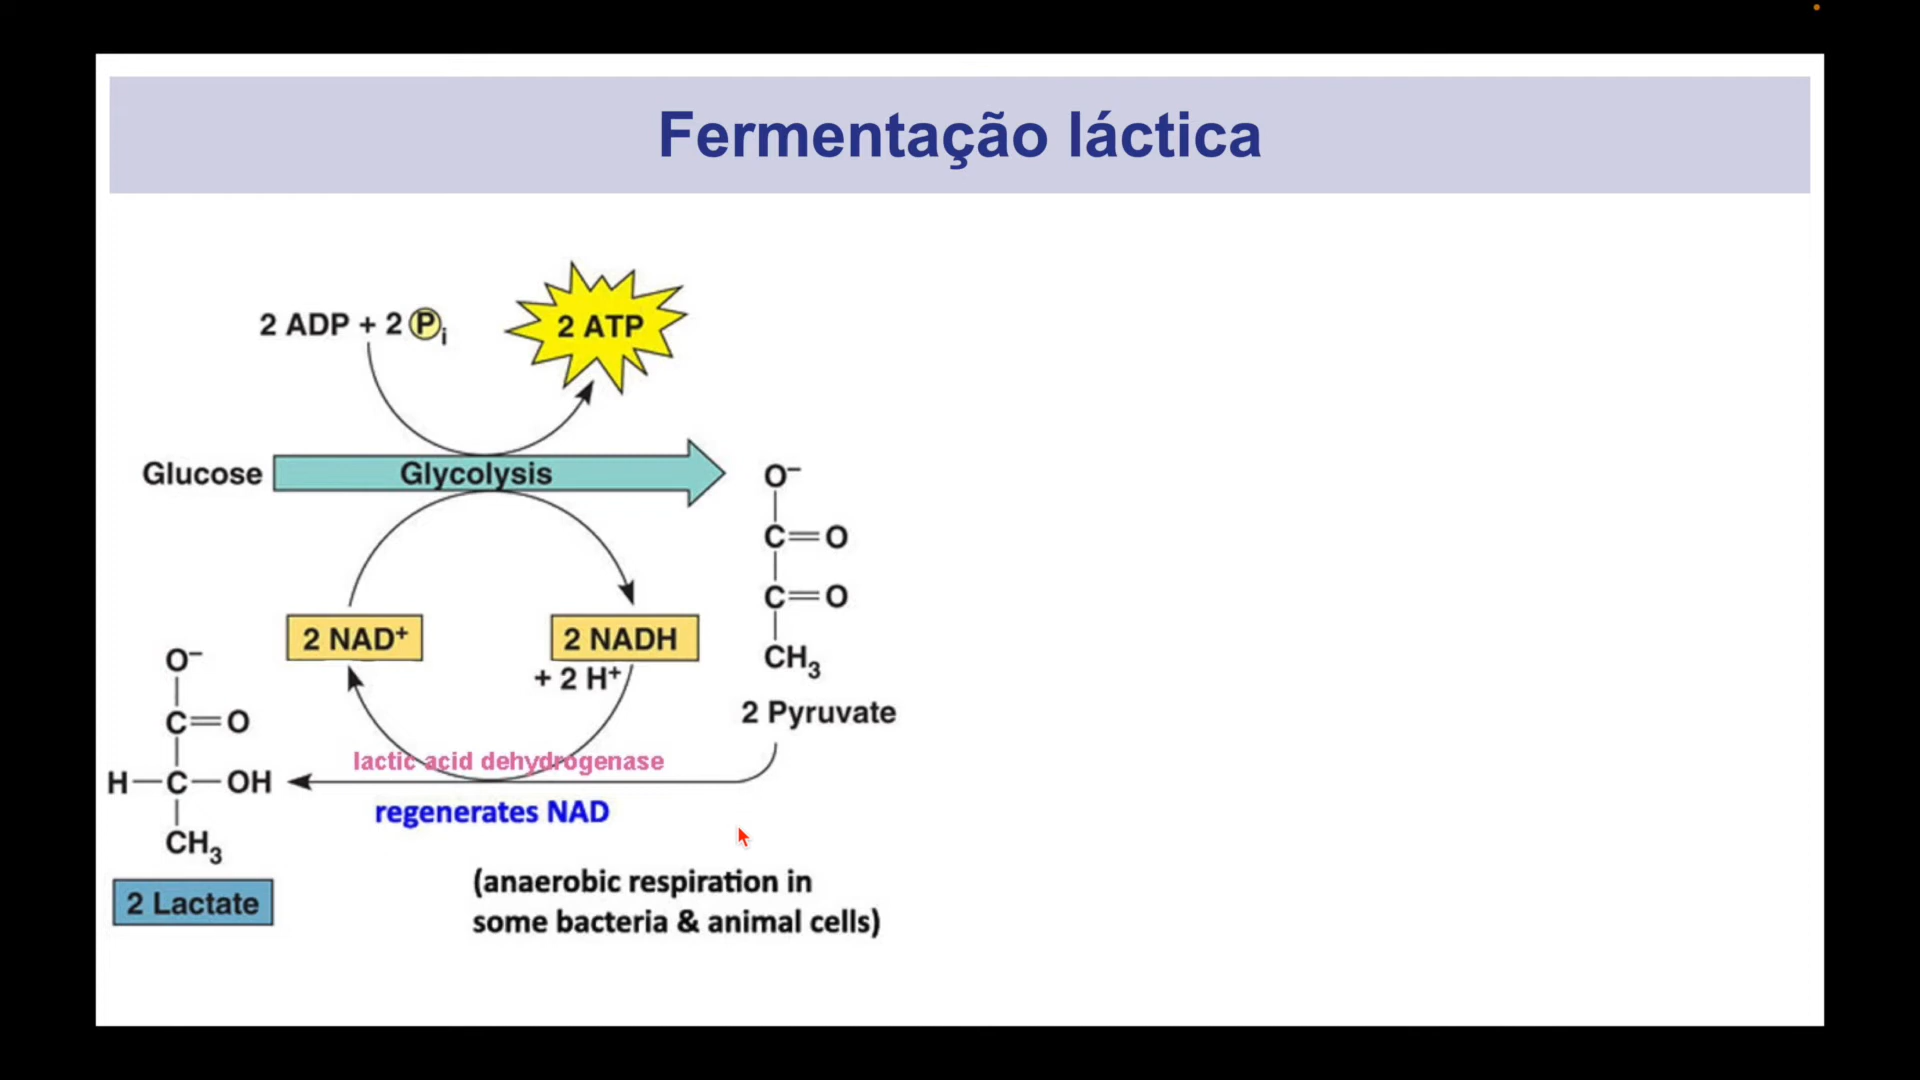 Fermentação láctica
2 ADP + 2 Pi
2 ATP
Glucose
Glycolysis
O–
C=O
C=O
CH3
2 Pyruvate
2 NAD+
2 NADH
+ 2 H+
O–
C=O
H–C–OH
CH3
2 Lactate
lactic acid dehydrogenase
regenerates NAD
(anaerobic respiration in
some bacteria & animal cells)